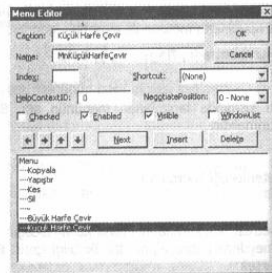 Menu Editor
Caption: Küçük Harfe Çevir OK
Name: MnKüpükHarfeÇevir Cancel
Index: Shortcut: (None)
HelpContextID: 0 NegotiatePosition: 0 - None
Checked Enabled Visible WindowList
Next Insert Delete
Menu
····Kopyala
····Yapıştır
····Kes
····Sil
····-
····Büyük Harfe Çevir
····Küçük Harfe Çevir